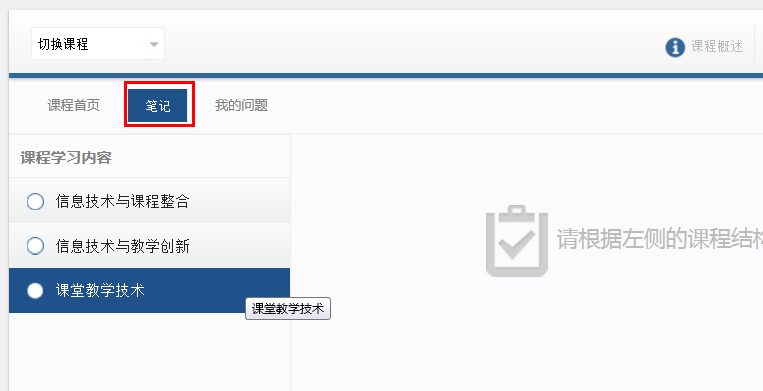 切换课程
课程概述
课程首页 笔记 我的问题
课程学习内容
信息技术与课程整合
信息技术与教学创新
课堂教学技术
课堂教学技术
请根据左侧的课程结